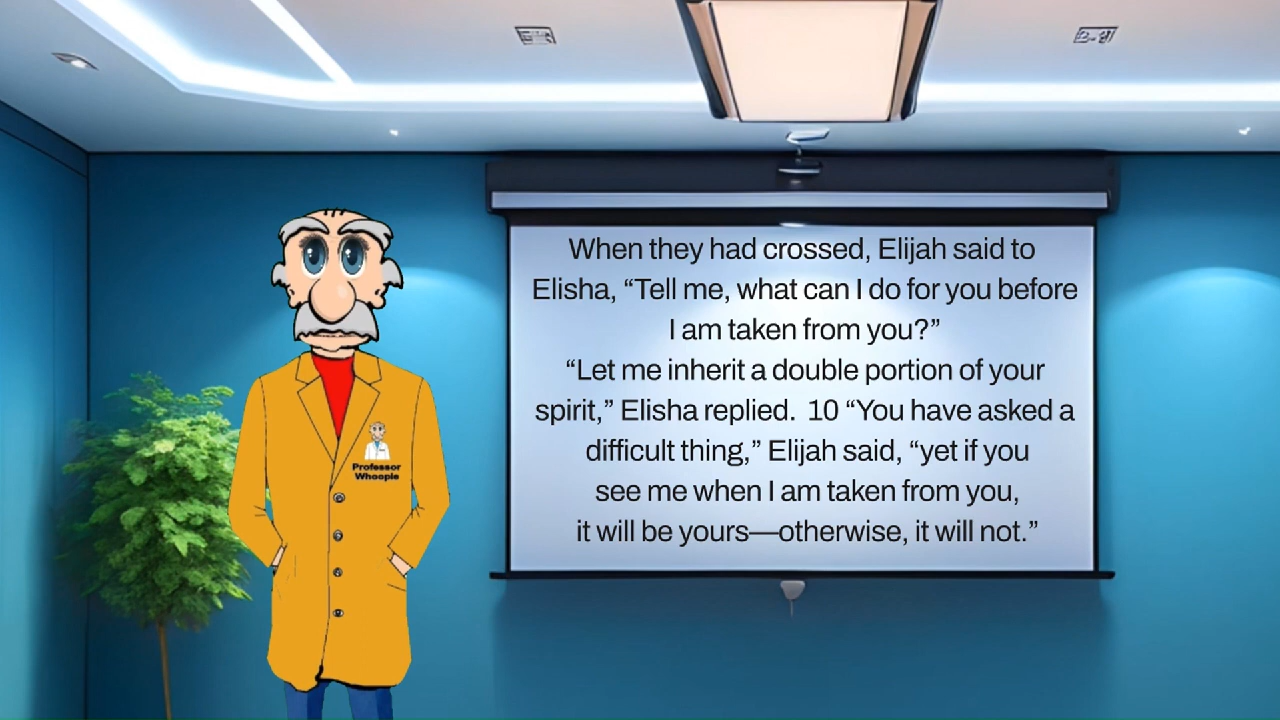 When they had crossed, Elijah said to
Elisha, “Tell me, what can I do for you before
I am taken from you?”
“Let me inherit a double portion of your
spirit,” Elisha replied.  10 “You have asked a
difficult thing,” Elijah said, “yet if you
see me when I am taken from you,
it will be yours—otherwise, it will not.”
Professor
Whoopie